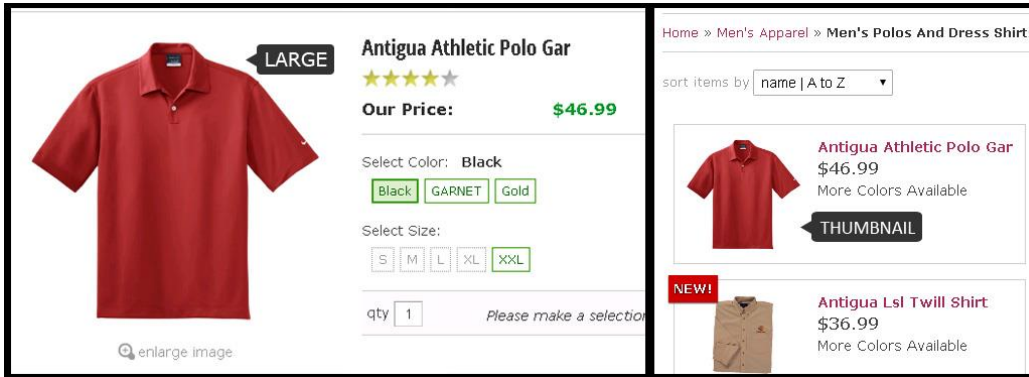 LARGE
Antigua Athletic Polo Gar
Our Price: $46.99
Select Color: Black
Black GARNET Gold
Select Size:
S M L XL XXL
qty 1 Please make a selection
enlarge image
Home » Men's Apparel » Men's Polos And Dress Shirt
sort items by name | A to Z
Antigua Athletic Polo Gar
$46.99
More Colors Available
THUMBNAIL
NEW!
Antigua Lsl Twill Shirt
$36.99
More Colors Available